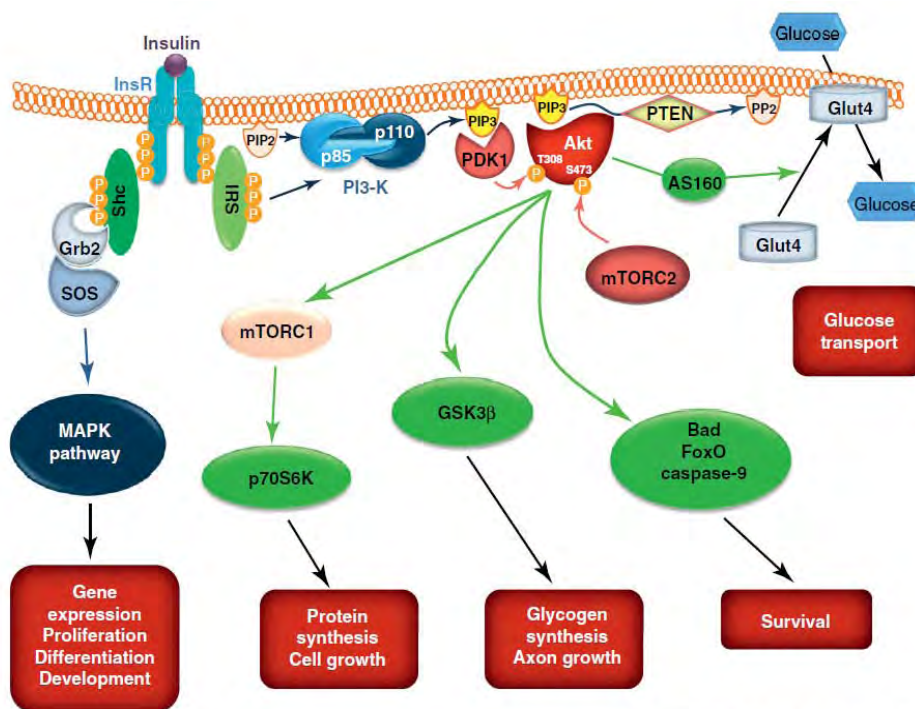 Insulin
InsR
Glucose
PIP2
p85
p110
PI3-K
PIP3
PDK1
PIP3
Akt
T308
S473
PTEN
PP2
Glut4
AS160
Glucose
Glut4
P
P
P
P
P
P
P
P
P
P
P
P
P
P
Shc
IRS
Grb2
SOS
mTORC2
mTORC1
Glucose
transport
MAPK
pathway
p70S6K
GSK3β
Bad
FoxO
caspase-9
Gene
expression
Proliferation
Differentiation
Development
Protein
synthesis
Cell growth
Glycogen
synthesis
Axon growth
Survival